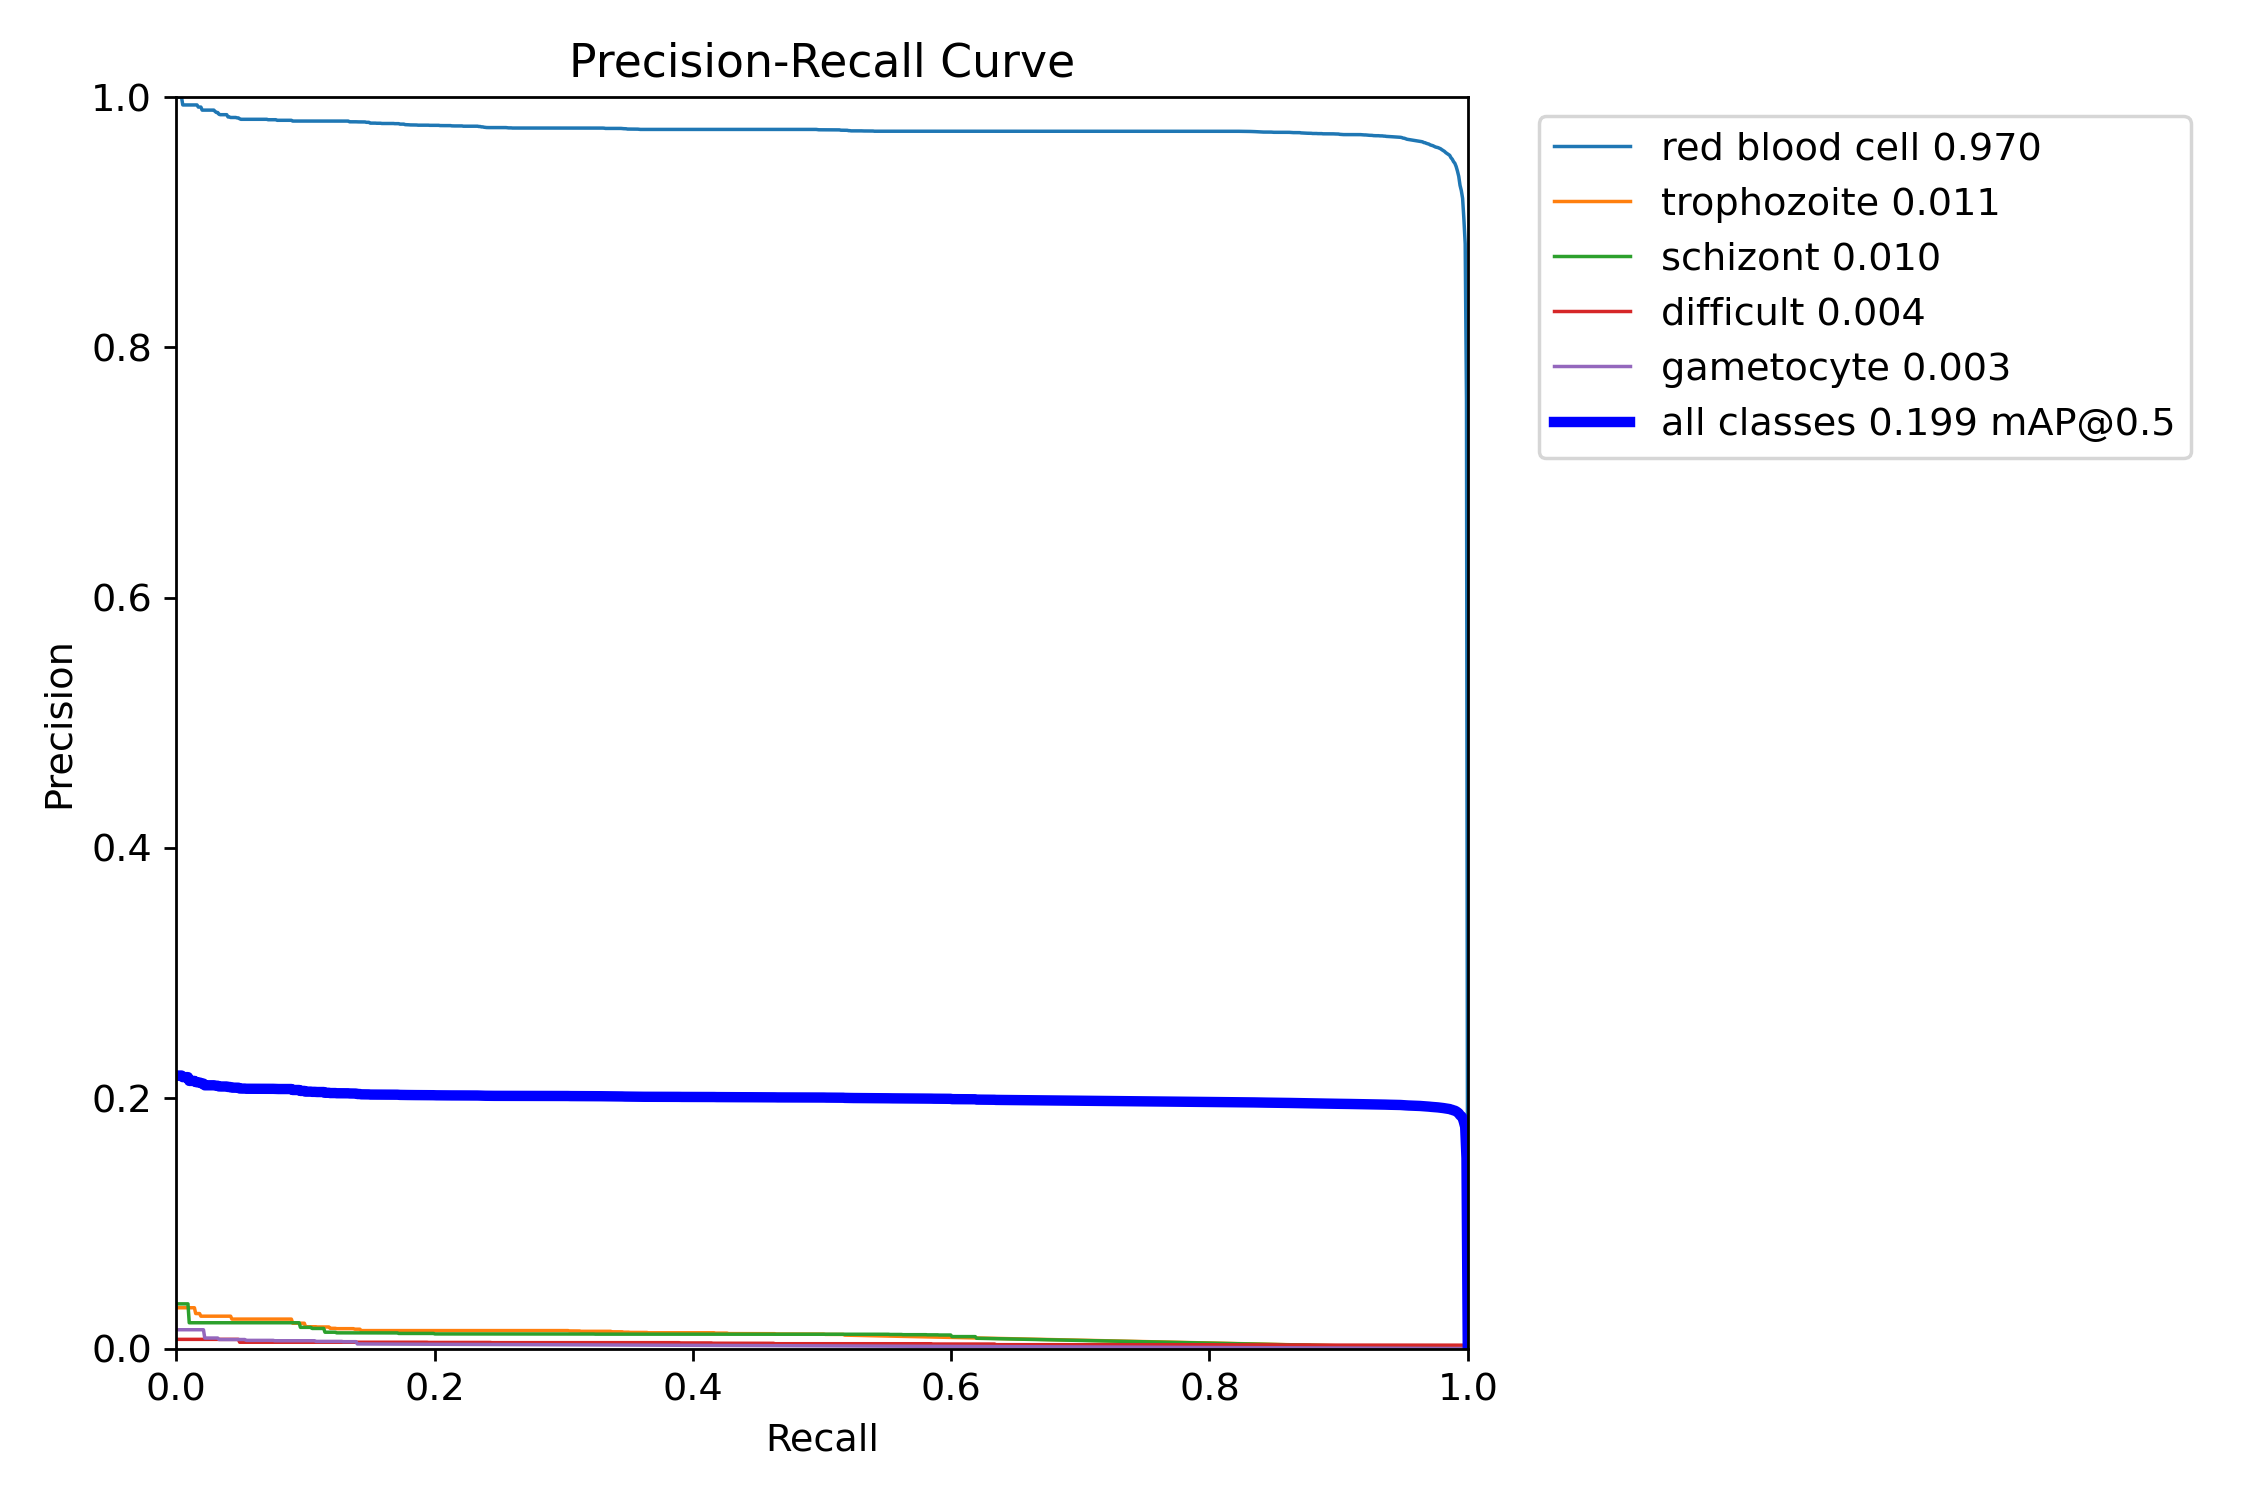 Precision-Recall Curve
1.0
0.8
0.6
0.4
0.2
0.0
Precision
0.0 0.2 0.4 0.6 0.8 1.0
Recall
red blood cell 0.970
trophozoite 0.011
schizont 0.010
difficult 0.004
gametocyte 0.003
all classes 0.199 mAP@0.5